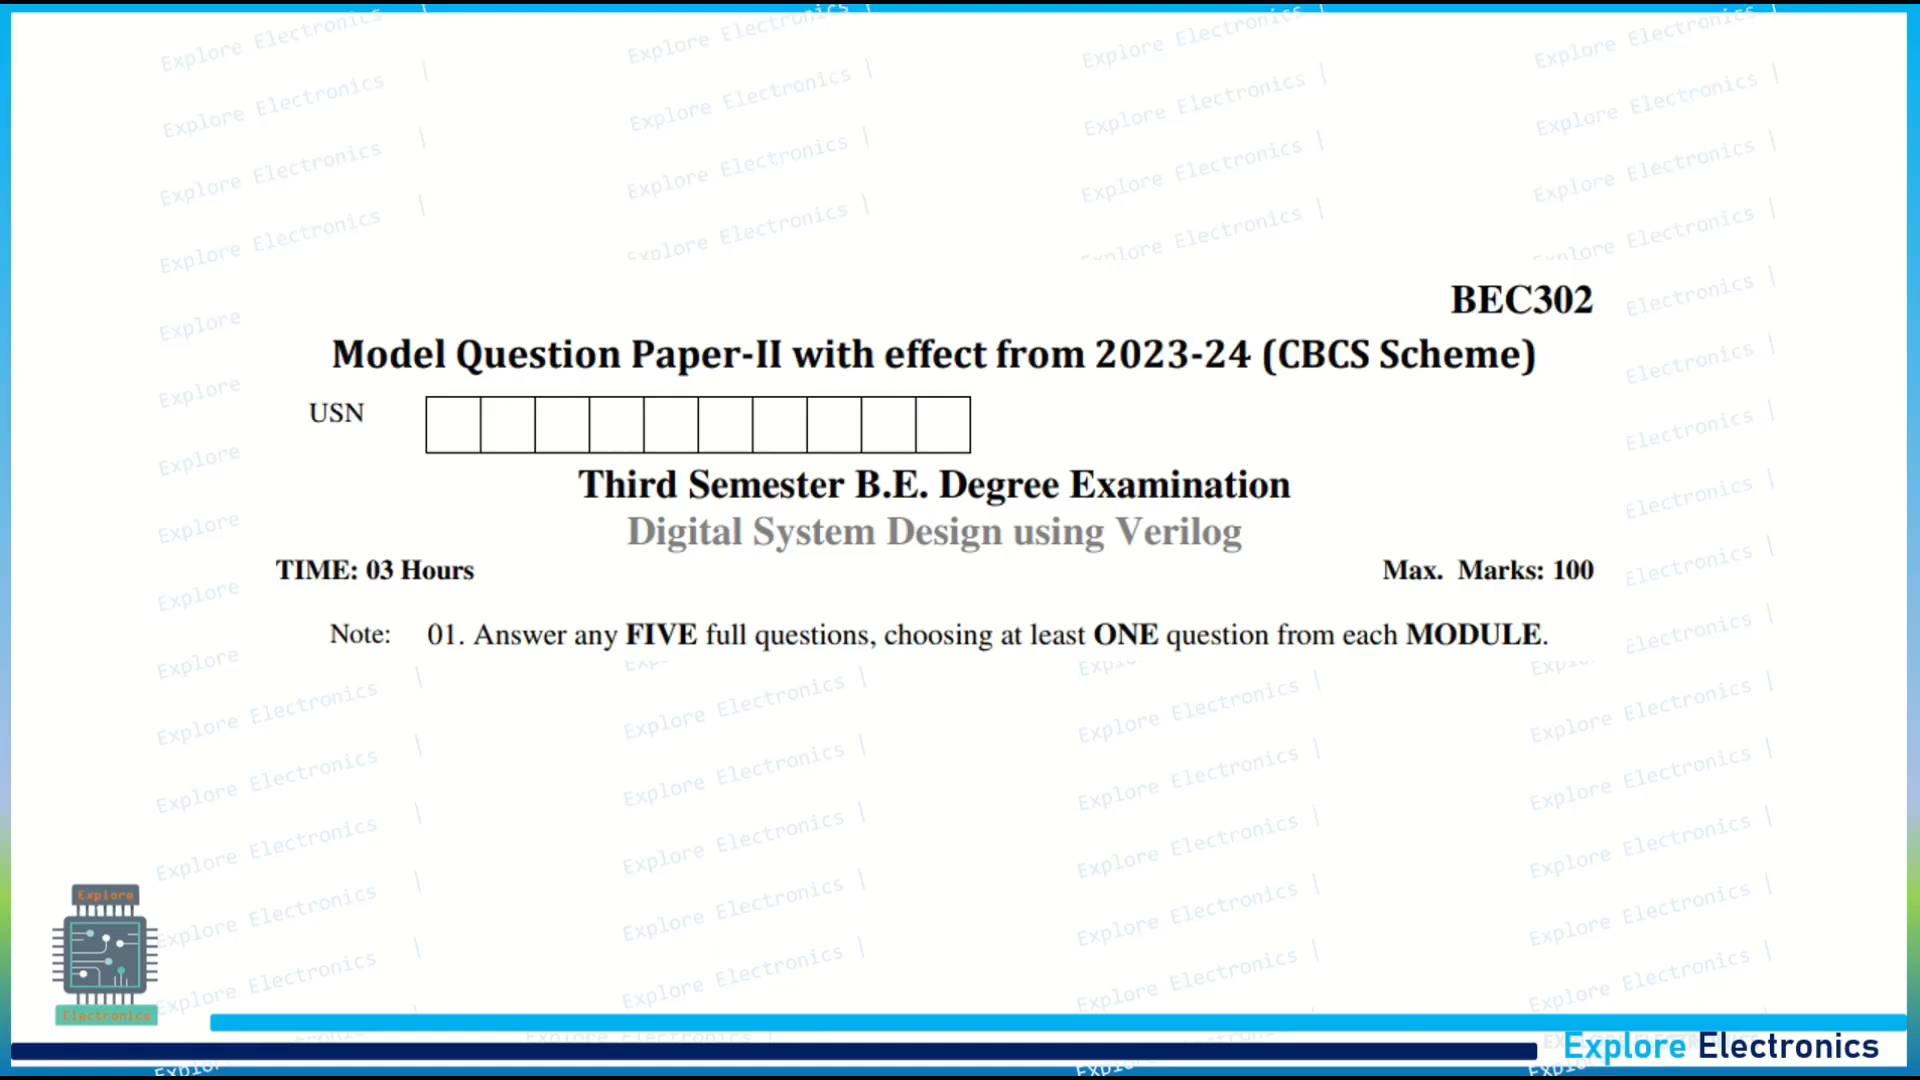 BEC302
Model Question Paper-II with effect from 2023-24 (CBCS Scheme)
USN
Third Semester B.E. Degree Examination
Digital System Design using Verilog
TIME: 03 Hours
Max. Marks: 100
Note: 01. Answer any FIVE full questions, choosing at least ONE question from each MODULE.
Explore
Electronics
Explore Electronics